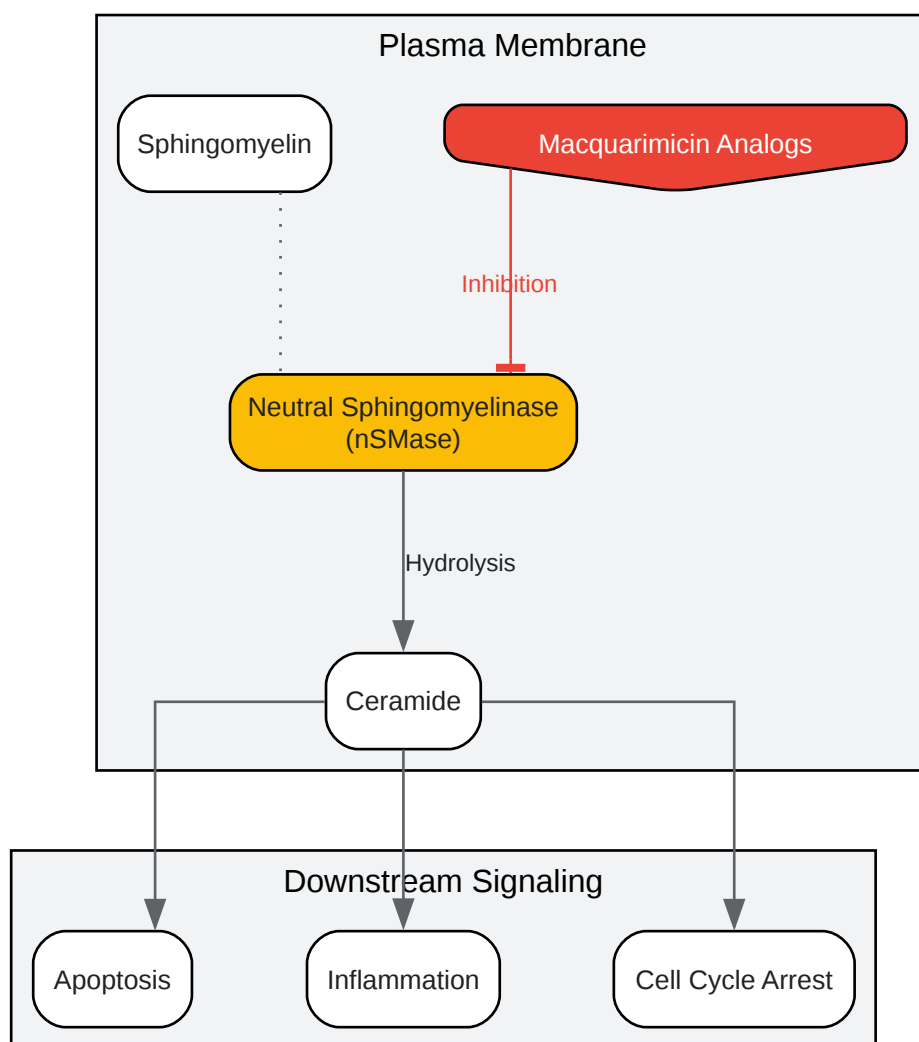 Plasma Membrane
Sphingomyelin
Macquarimicin Analogs
Inhibition
Neutral Sphingomyelinase
(nSMase)
Hydrolysis
Ceramide
Downstream Signaling
Apoptosis
Inflammation
Cell Cycle Arrest